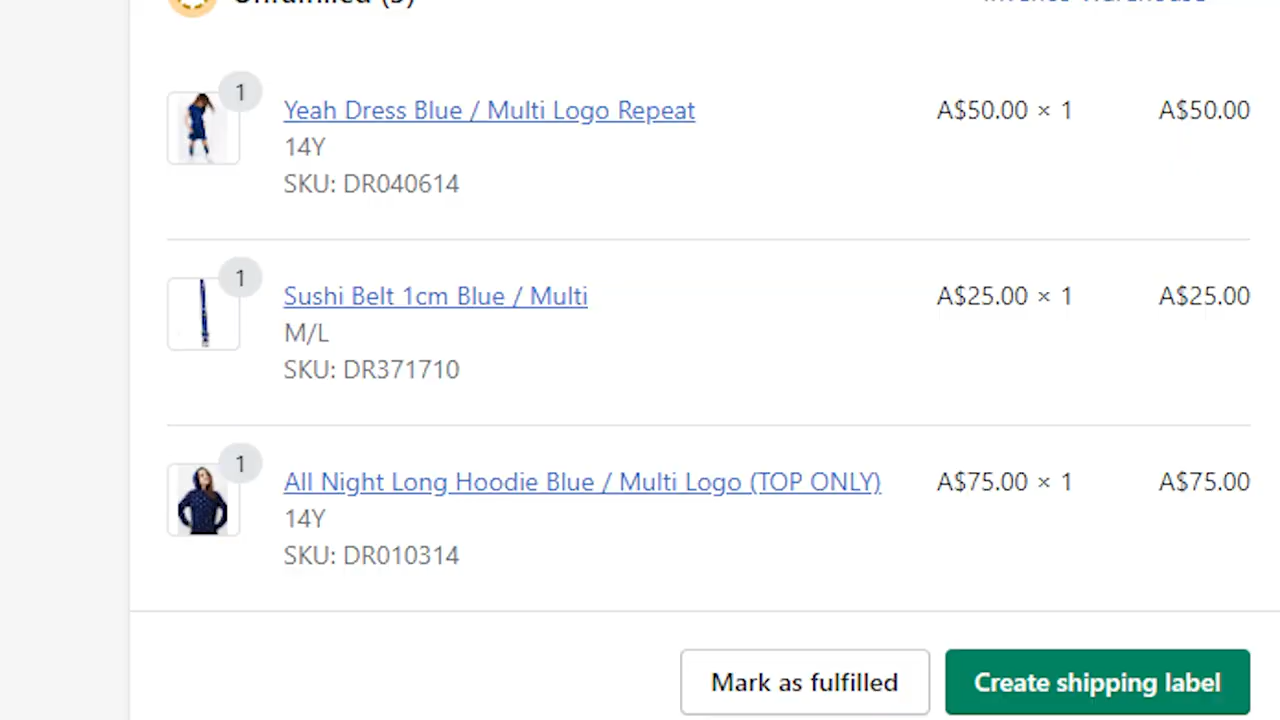 Unfulfilled (3)
1
Yeah Dress Blue / Multi Logo Repeat
A$50.00 × 1
A$50.00
14Y
SKU: DR040614
1
Sushi Belt 1cm Blue / Multi
A$25.00 × 1
A$25.00
M/L
SKU: DR371710
1
All Night Long Hoodie Blue / Multi Logo (TOP ONLY)
A$75.00 × 1
A$75.00
14Y
SKU: DR010314
Mark as fulfilled
Create shipping label